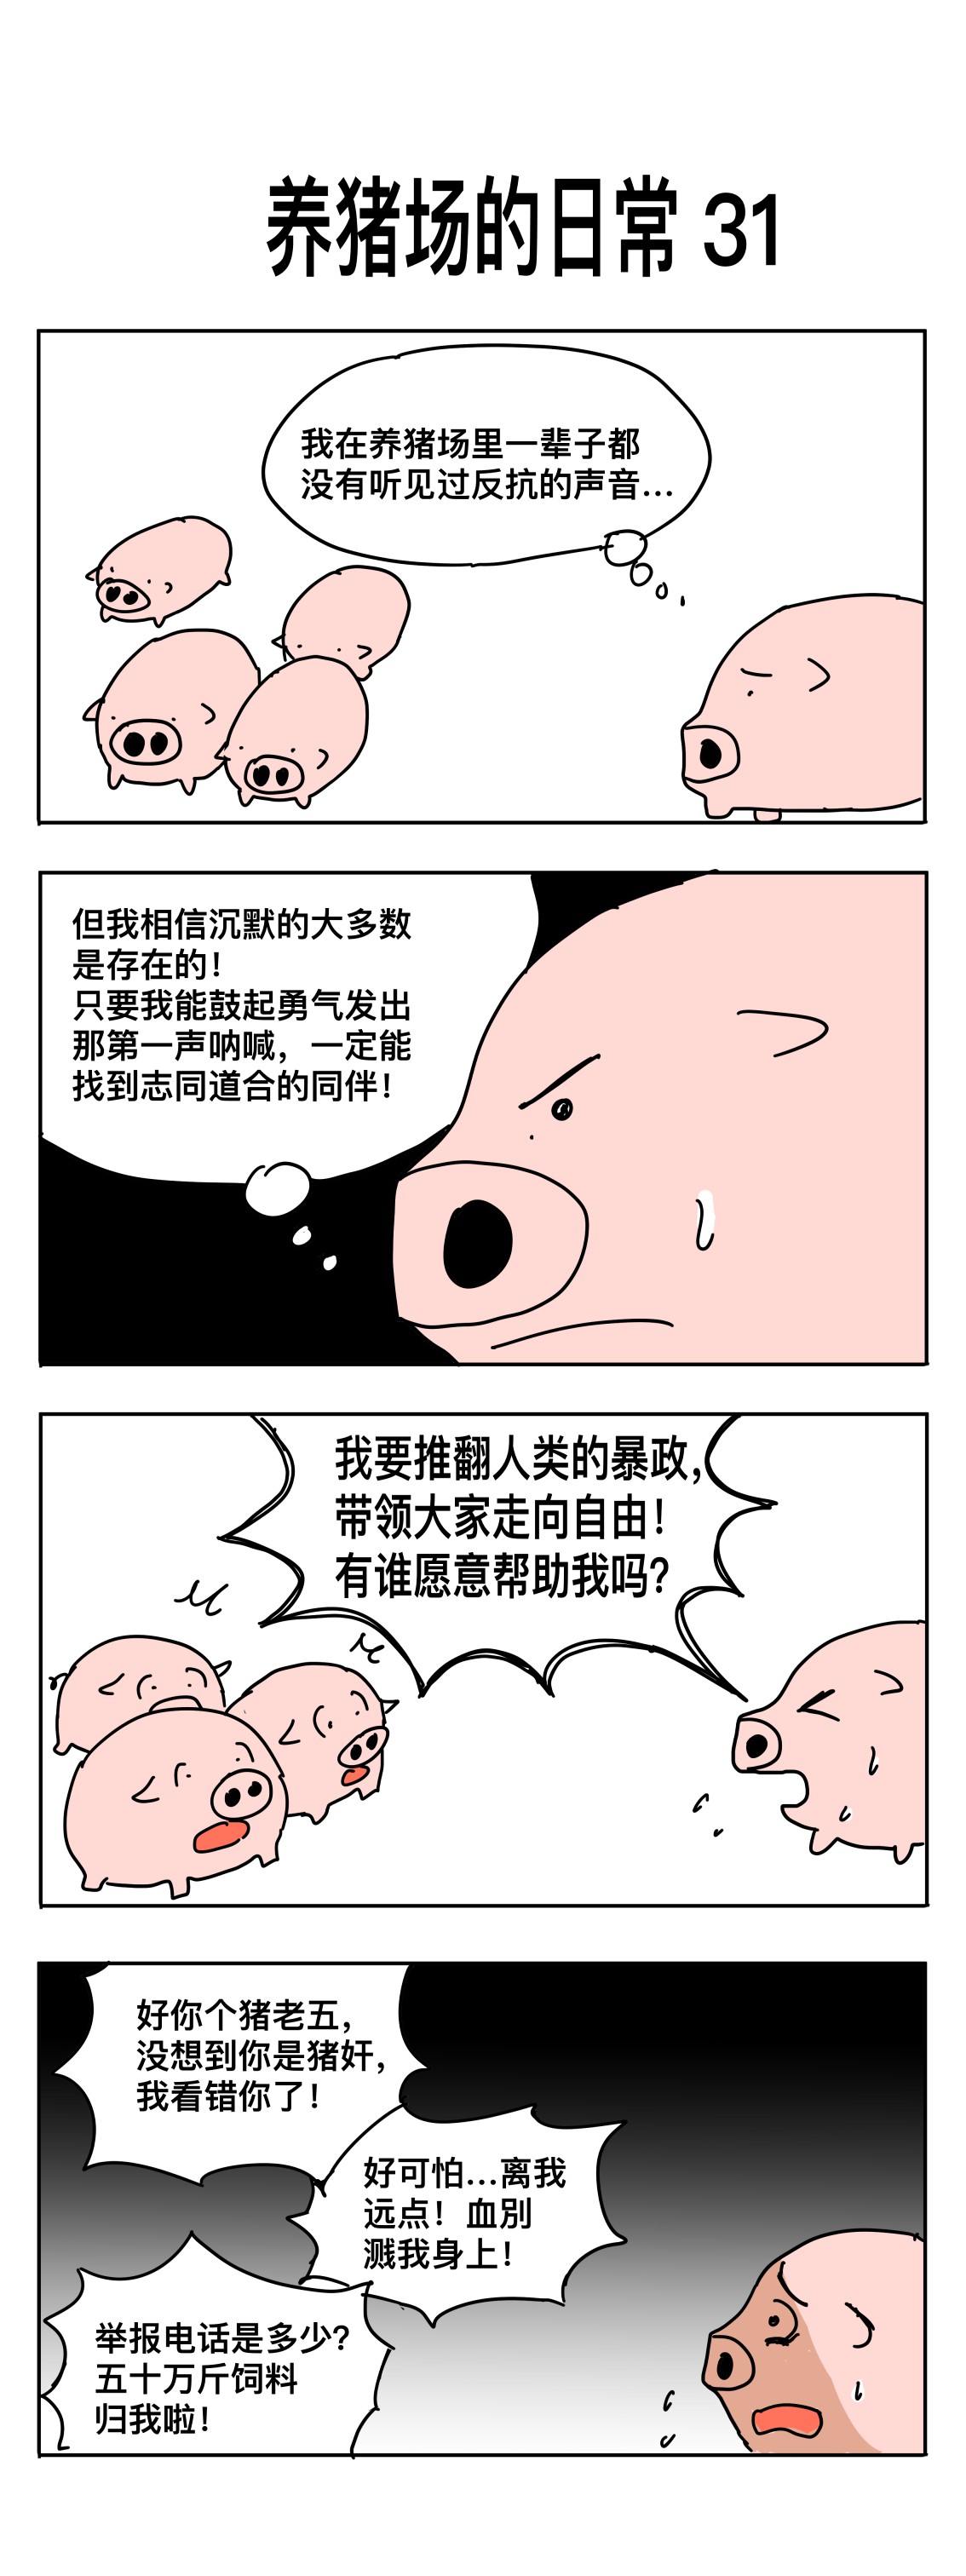 养猪场的日常 31
我在养猪场里一辈子都
没有听见过反抗的声音...
但我相信沉默的大多数
是存在的！
只要我能鼓起勇气发出
那第一声呐喊，一定能
找到志同道合的同伴！
我要推翻人类的暴政，
带领大家走向自由！
有谁愿意帮助我吗？
好你个猪老五，
没想到你是猪奸，
我看错你了！
好可怕...离我
远点！血別
溅我身上！
举报电话是多少？
五十万斤饲料
归我啦！